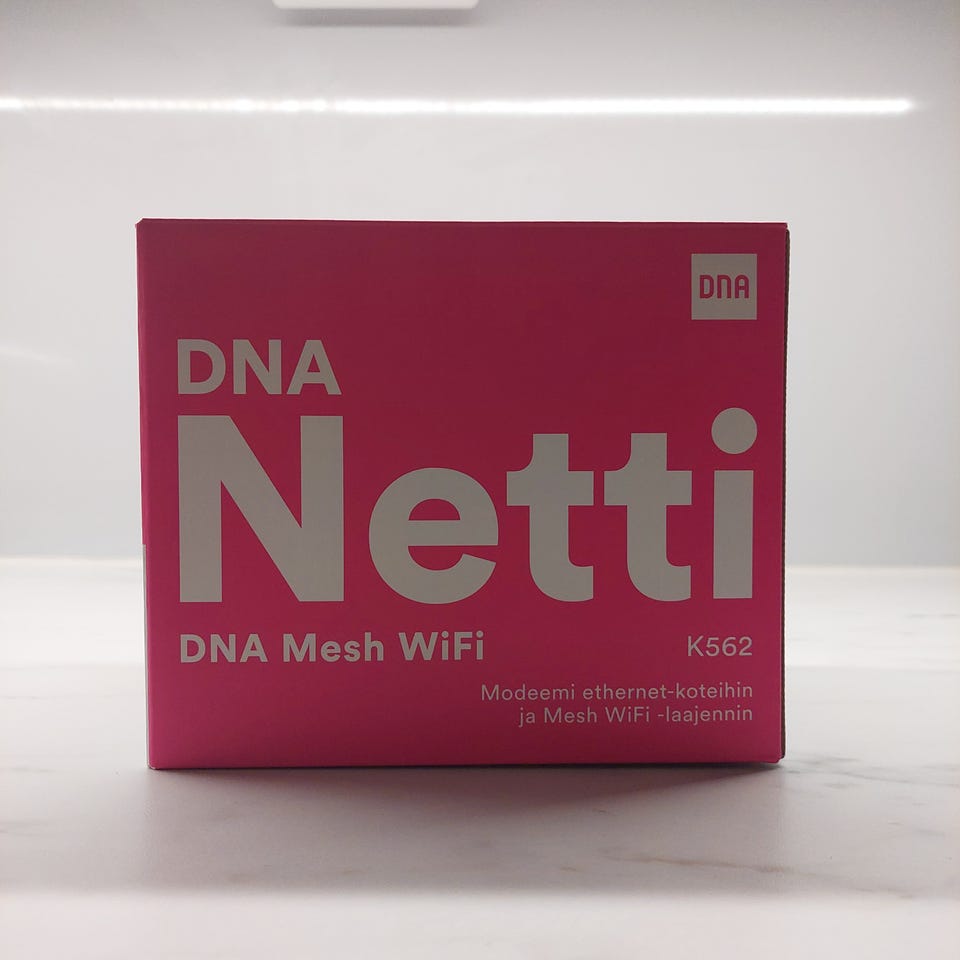 DNA
DNA
Netti
DNA Mesh WiFi
K562
Modeemi ethernet-koteihin
ja Mesh WiFi -laajennin